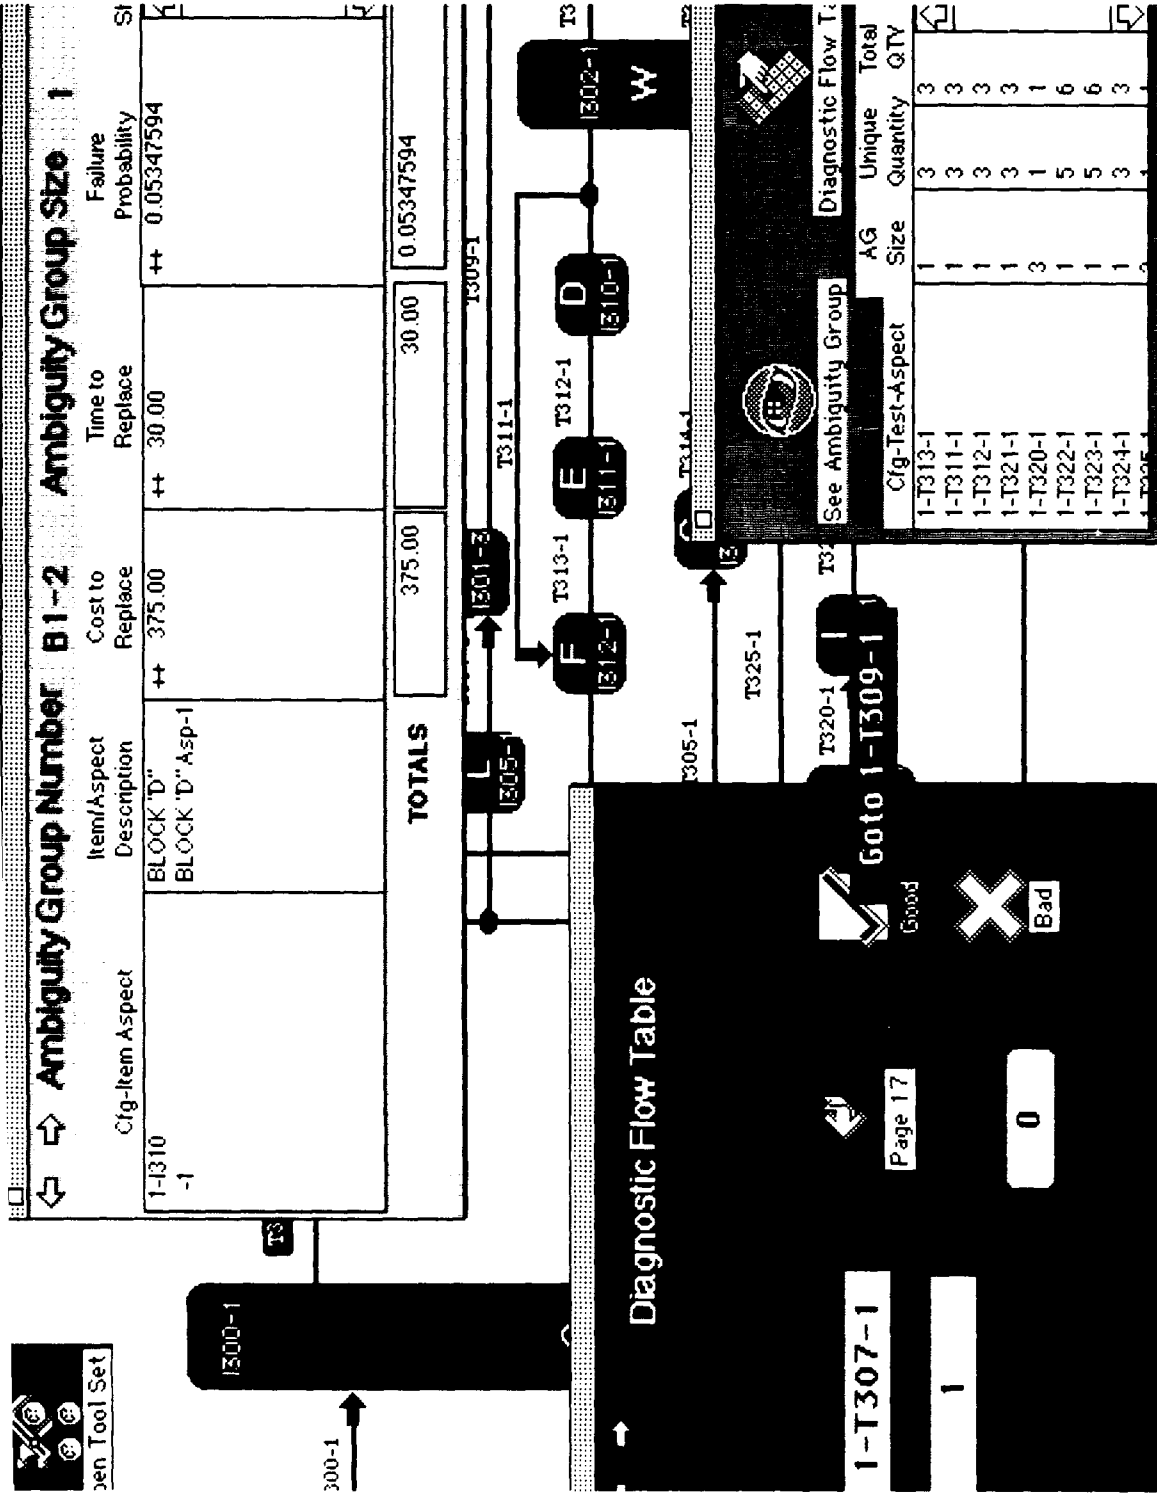 Ambiguity Group Number B1-2 Ambiguity Group Size 1
Cfg-Item Aspect
Item/Aspect
Description
Cost to
Replace
Time to
Replace
Failure
Probability
1-I310
-1
BLOCK "D"
BLOCK "D" Asp-1
++ 375.00
++ 30.00
++ 0.05347594
TOTALS
375.00
30.00
0.05347594
pen Tool Set
I300-1
300-1
T3
L
I305-1
I301-3
T309-1
T311-1
F
I312-1
T313-1
E
I311-1
T312-1
D
I310-1
I302-1
W
T3
T305-1
T314-1
T325-1
T320-1
I
Diagnostic Flow Table
1-T307-1
1
Page 17
0
Goto 1-T309-1
Good
Bad
See Ambiguity Group
Diagnostic Flow Ta
Cfg-Test-Aspect
AG
Size
Unique
Quantity
Total
QTY
1-T313-1 1 3 3
1-T311-1 1 3 3
1-T312-1 1 3 3
1-T321-1 1 3 3
1-T320-1 3 1 1
1-T322-1 1 5 6
1-T323-1 1 5 6
1-T324-1 1 3 3